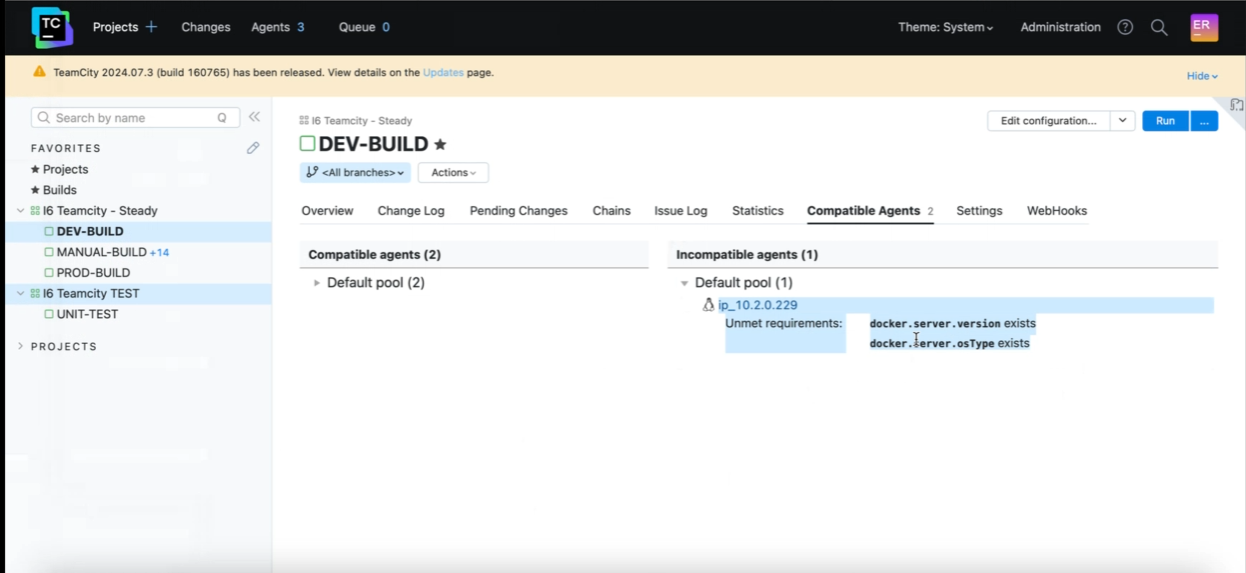 TC
Projects +
Changes
Agents 3
Queue 0
Theme: System
Administration
?
ER
TeamCity 2024.07.3 (build 160765) has been released. View details on the Updates page.
Hide
Search by name Q
FAVORITES
Projects
Builds
I6 Teamcity - Steady
DEV-BUILD
MANUAL-BUILD +14
PROD-BUILD
I6 Teamcity TEST
UNIT-TEST
PROJECTS
I6 Teamcity - Steady
DEV-BUILD
Edit configuration...
Run
...
<All branches>
Actions
Overview
Change Log
Pending Changes
Chains
Issue Log
Statistics
Compatible Agents 2
Settings
WebHooks
Compatible agents (2)
Default pool (2)
Incompatible agents (1)
Default pool (1)
ip_10.2.0.229
Unmet requirements: docker.server.version exists
docker.server.osType exists